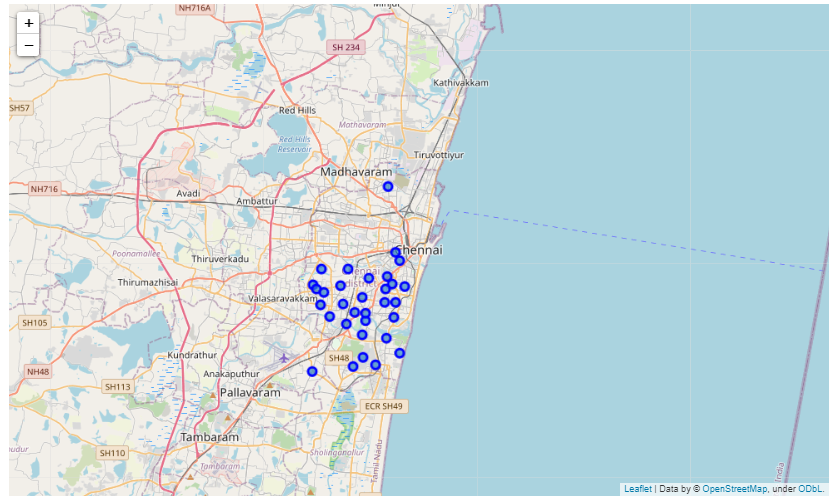 +
−
NH716A
SH 234
Kathivakkam
SH57
Red Hills
Madhavaram
Red Hills
Reservoir
Tiruvottiyur
Madhavaram
NH716
Avadi
Ambattur
Chennai
Poonamallee
Thiruverkadu
Chennai
district
Thirumazhisai
Valasaravakkam
SH105
Kundrathur
SH48
NH48
Anakaputhur
SH113
Pallavaram
ECR SH49
Tambaram
SH110
Sholinganallur
Tamil Nadu
Tambaram
India
Leaflet | Data by © OpenStreetMap, under ODbL.